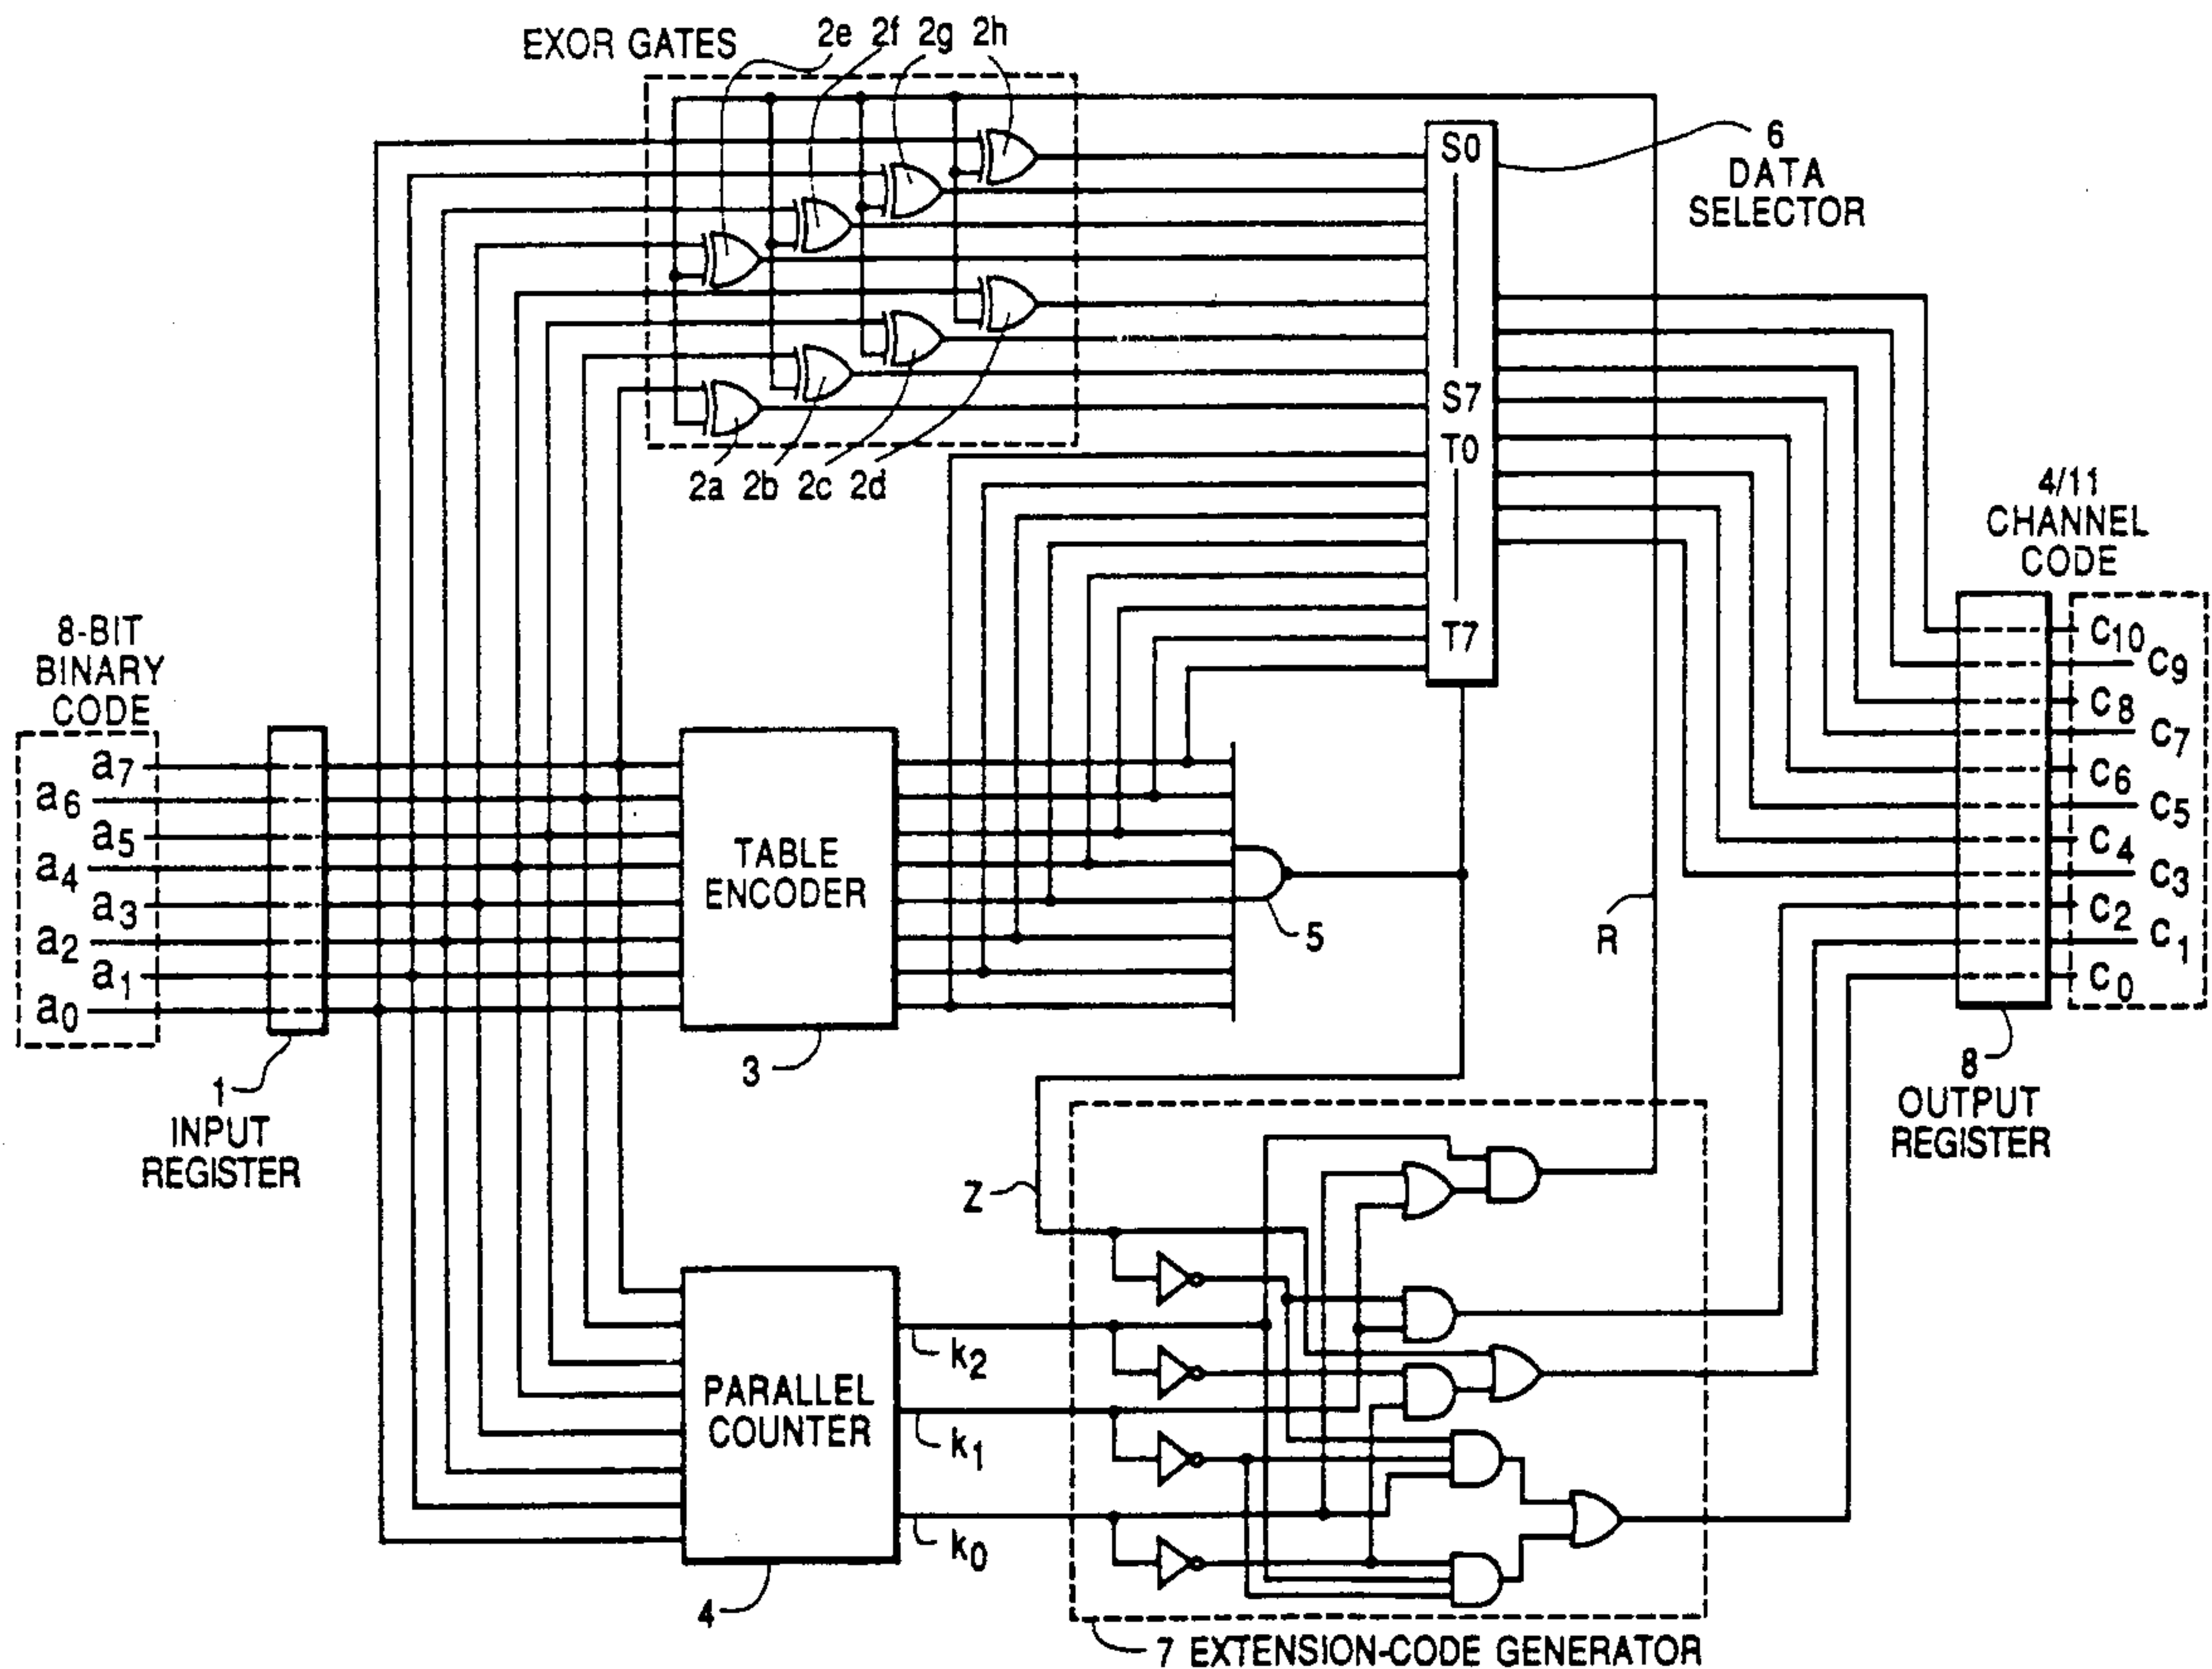 EXOR GATES
2e 2f 2g 2h
S0
S7
T0
T7
6
DATA
SELECTOR
2a 2b 2c 2d
4/11
CHANNEL
CODE
8-BIT
BINARY
CODE
a7
a6
a5
a4
a3
a2
a1
a0
1
INPUT
REGISTER
TABLE
ENCODER
3
5
R
c10
c9
c8
c7
c6
c5
c4
c3
c2
c1
c0
8
OUTPUT
REGISTER
Z
PARALLEL
COUNTER
4
k2
k1
k0
7 EXTENSION-CODE GENERATOR